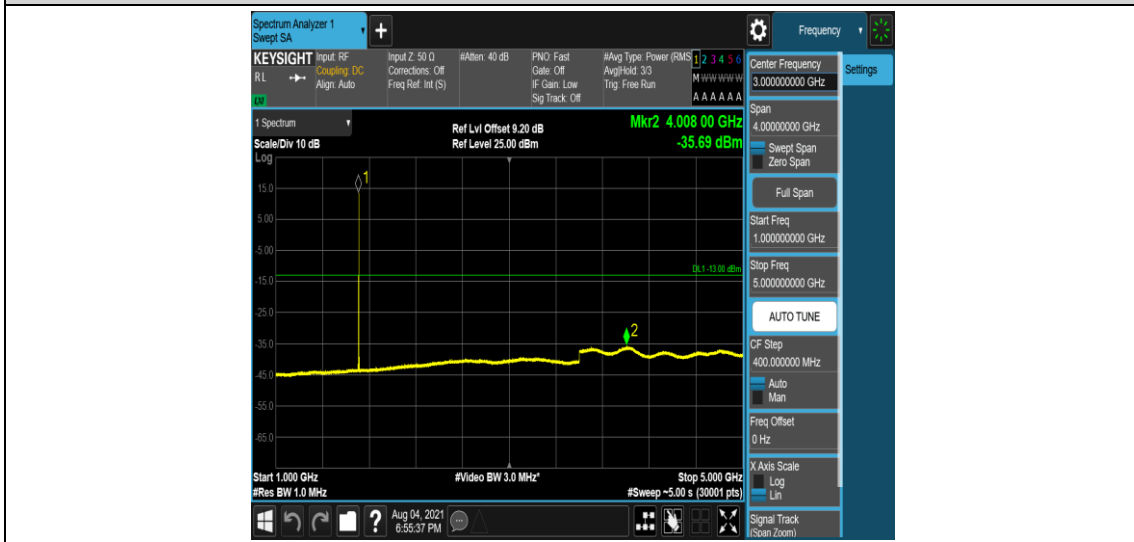 Spectrum Analyzer 1
Swept SA
+
Frequency
KEYSIGHT
RL
LXI
Input: RF
Coupling: DC
Align: Auto
Input Z: 50 Ω
Corrections: Off
Freq Ref: Int (S)
#Atten: 40 dB
PNO: Fast
Gate: Off
IF Gain: Low
Sig Track: Off
#Avg Type: Power (RMS
Avg|Hold: 3/3
Trig: Free Run
1 2 3 4 5 6
M W W W W W
A A A A A A
1 Spectrum
Scale/Div 10 dB
Log
Ref Lvl Offset 9.20 dB
Ref Level 25.00 dBm
Mkr2 4.008 00 GHz
-35.69 dBm
15.0
5.00
-5.00
-15.0
-25.0
-35.0
-45.0
-55.0
-65.0
1
DL1 -13.00 dBm
2
Start 1.000 GHz
#Res BW 1.0 MHz
#Video BW 3.0 MHz*
Stop 5.000 GHz
#Sweep ~5.00 s (30001 pts)
Center Frequency
3.000000000 GHz
Settings
Span
4.00000000 GHz
Swept Span
Zero Span
Full Span
Start Freq
1.000000000 GHz
Stop Freq
5.000000000 GHz
AUTO TUNE
CF Step
400.000000 MHz
Auto
Man
Freq Offset
0 Hz
X Axis Scale
Log
Lin
Signal Track
(Span Zoom)
?
Aug 04, 2021
6:55:37 PM